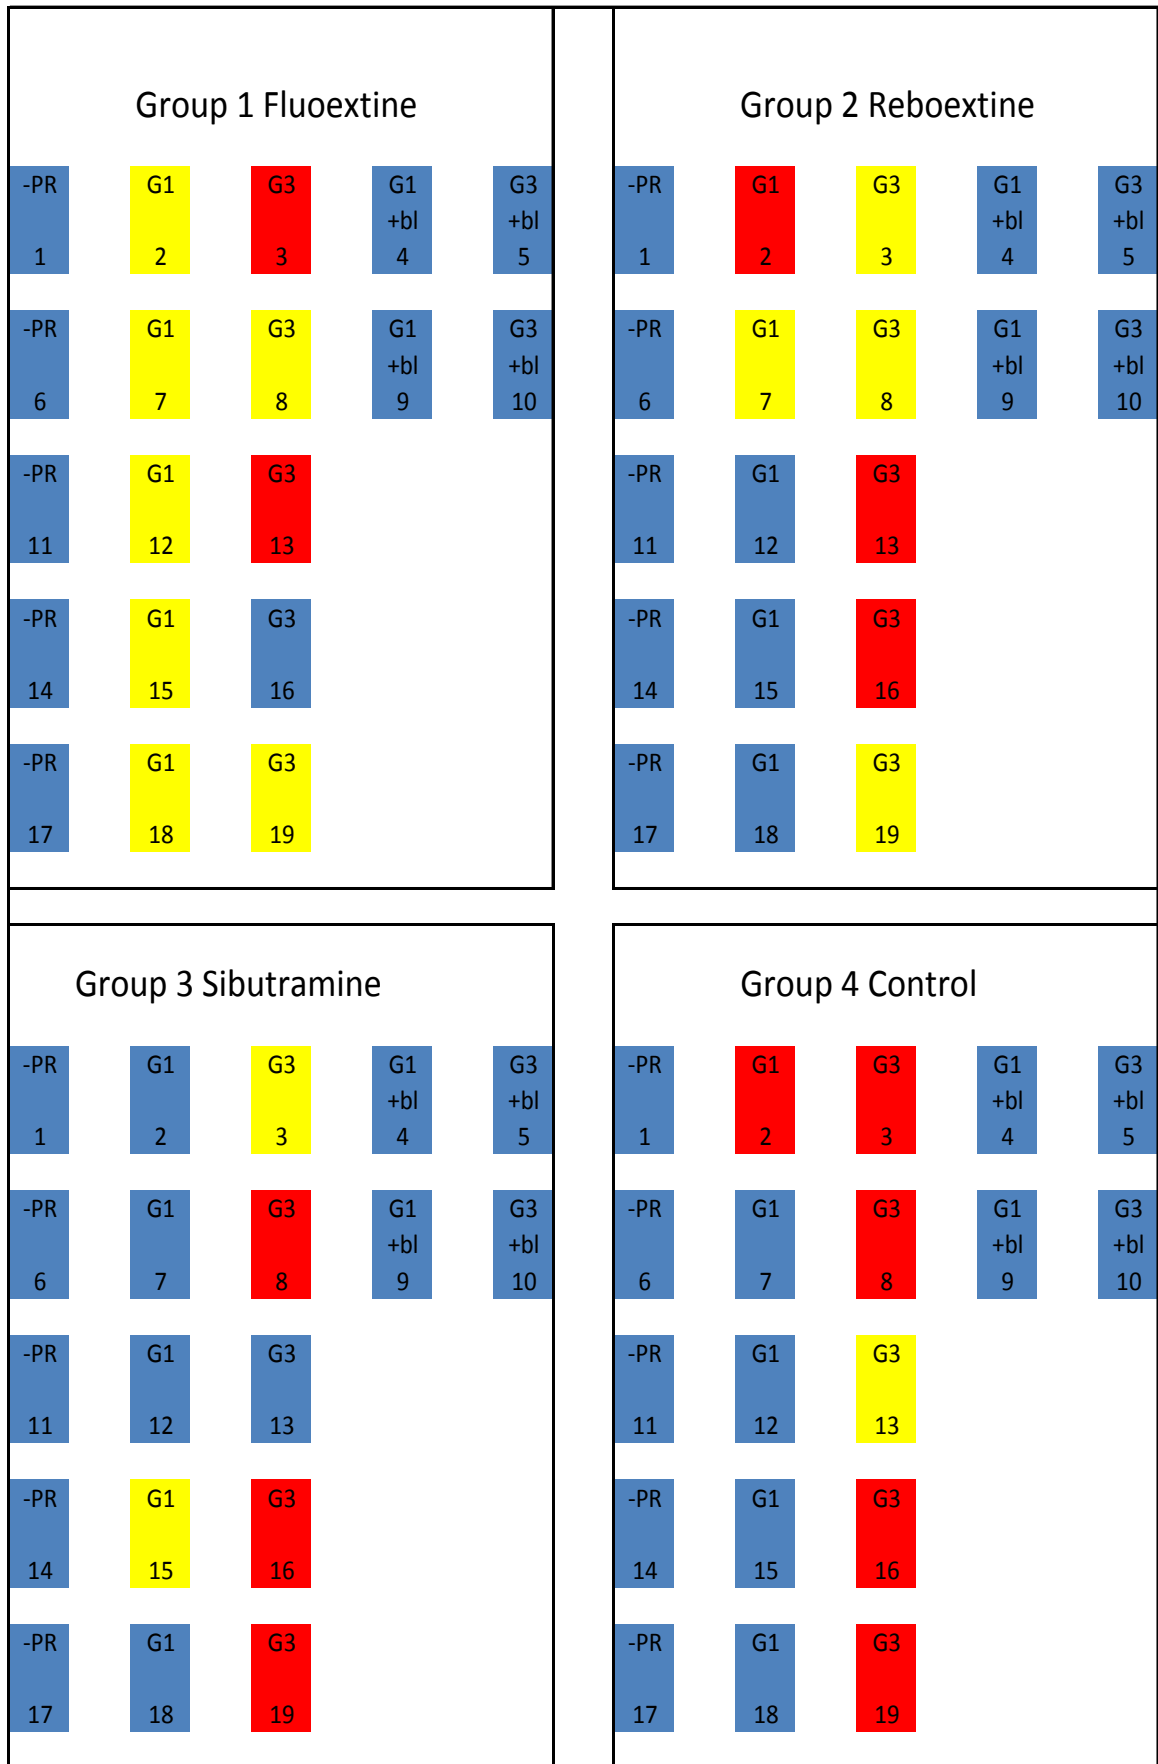 Group 1 Fluoextine
-PR G1 G3 G1 G3
+bl +bl
1 2 3 4 5
-PR G1 G3 G1 G3
+bl +bl
6 7 8 9 10
-PR G1 G3
11 12 13
-PR G1 G3
14 15 16
-PR G1 G3
17 18 19
Group 2 Reboextine
-PR G1 G3 G1 G3
+bl +bl
1 2 3 4 5
-PR G1 G3 G1 G3
+bl +bl
6 7 8 9 10
-PR G1 G3
11 12 13
-PR G1 G3
14 15 16
-PR G1 G3
17 18 19
Group 3 Sibutramine
-PR G1 G3 G1 G3
+bl +bl
1 2 3 4 5
-PR G1 G3 G1 G3
+bl +bl
6 7 8 9 10
-PR G1 G3
11 12 13
-PR G1 G3
14 15 16
-PR G1 G3
17 18 19
Group 4 Control
-PR G1 G3 G1 G3
+bl +bl
1 2 3 4 5
-PR G1 G3 G1 G3
+bl +bl
6 7 8 9 10
-PR G1 G3
11 12 13
-PR G1 G3
14 15 16
-PR G1 G3
17 18 19